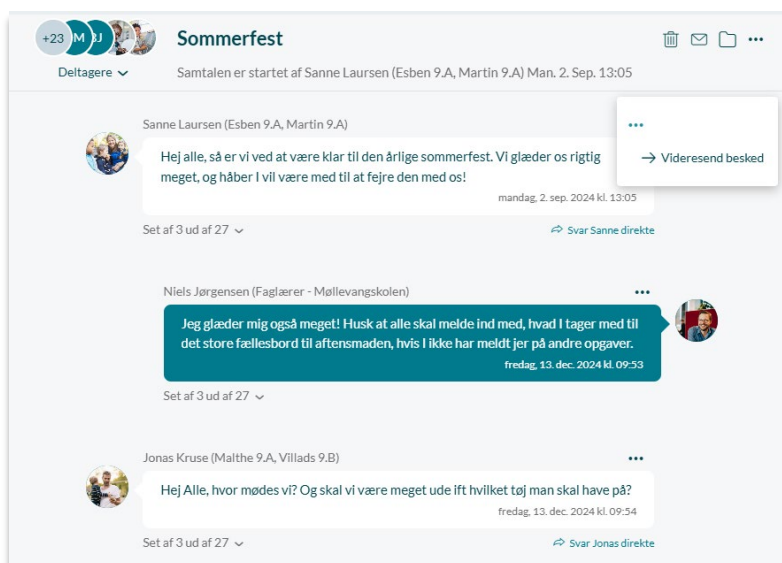 +23 M BJ
Sommerfest
Deltagere
Samtalen er startet af Sanne Laursen (Esben 9.A, Martin 9.A) Man. 2. Sep. 13:05
Sanne Laursen (Esben 9.A, Martin 9.A)
Hej alle, så er vi ved at være klar til den årlige sommerfest. Vi glæder os rigtig
meget, og håber I vil være med til at fejre den med os!
mandag, 2. sep. 2024 kl. 13:05
Videresend besked
Set af 3 ud af 27
Svar Sanne direkte
Niels Jørgensen (Faglærer - Møllevangskolen)
Jeg glæder mig også meget! Husk at alle skal melde ind med, hvad I tager med til
det store fællesbord til aftensmaden, hvis I ikke har meldt jer på andre opgaver.
fredag, 13. dec. 2024 kl. 09:53
Set af 3 ud af 27
Jonas Kruse (Malthe 9.A, Villads 9.B)
Hej Alle, hvor mødes vi? Og skal vi være meget ude ift hvilket tøj man skal have på?
fredag, 13. dec. 2024 kl. 09:54
Set af 3 ud af 27
Svar Jonas direkte